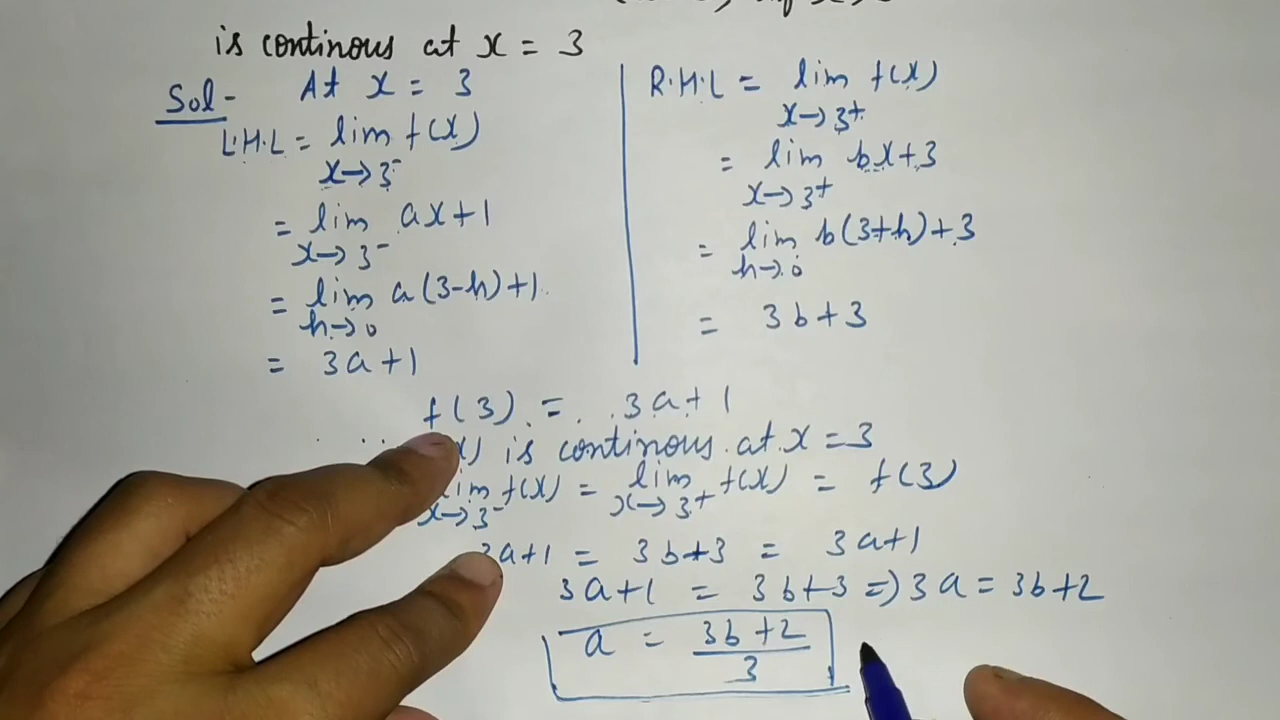 is continous at x = 3
Sol- At x = 3
L.H.L = lim f(x)
x→3⁻
= lim ax+1
x→3⁻
= lim a(3-h)+1
h→0
= 3a+1
R.H.L = lim f(x)
x→3⁺
= lim bx+3
x→3⁺
= lim b(3+h)+3
h→0
= 3b+3
f(3) = 3a+1
is continous at x = 3
lim f(x) = lim f(x) = f(3)
x→3⁻ x→3⁺
3a+1 = 3b+3 = 3a+1
3a+1 = 3b+3 => 3a = 3b+2
a = 3b+2
3